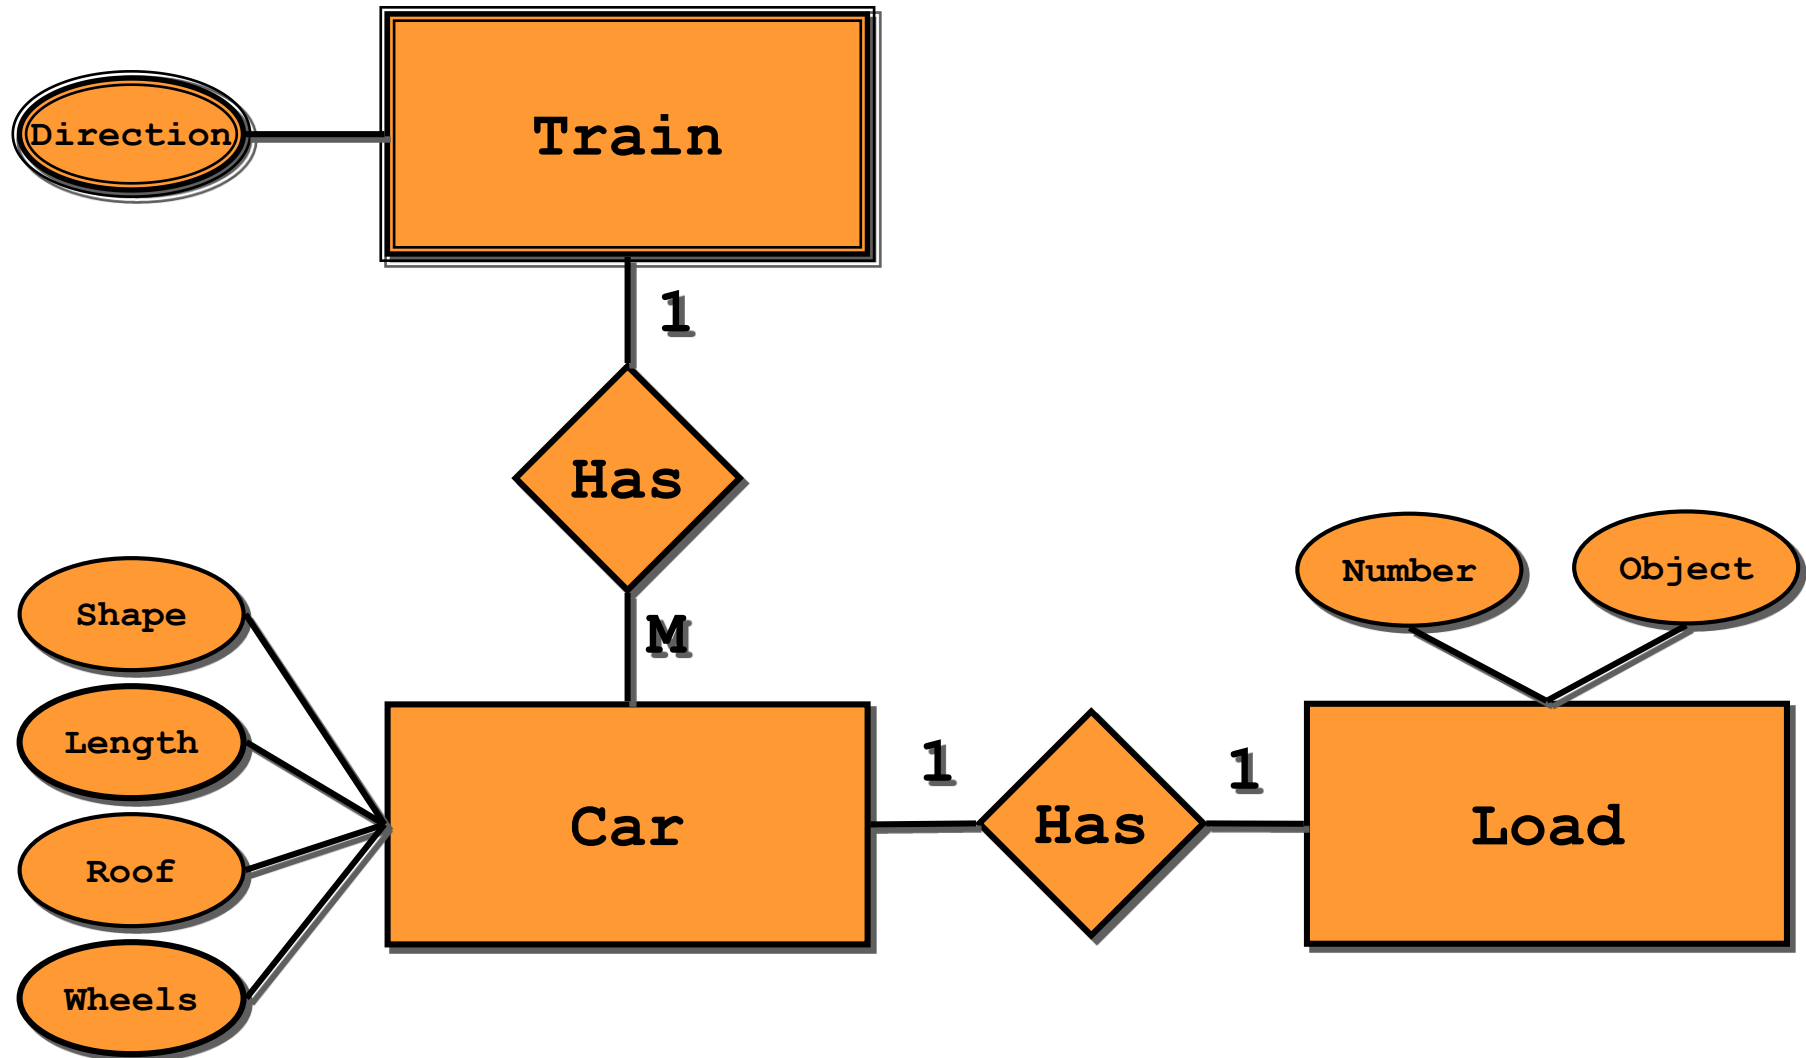 Train
Direction
1
Has
M
Shape
Length
Roof
Wheels
Car
1
Has
1
Number
Object
Load